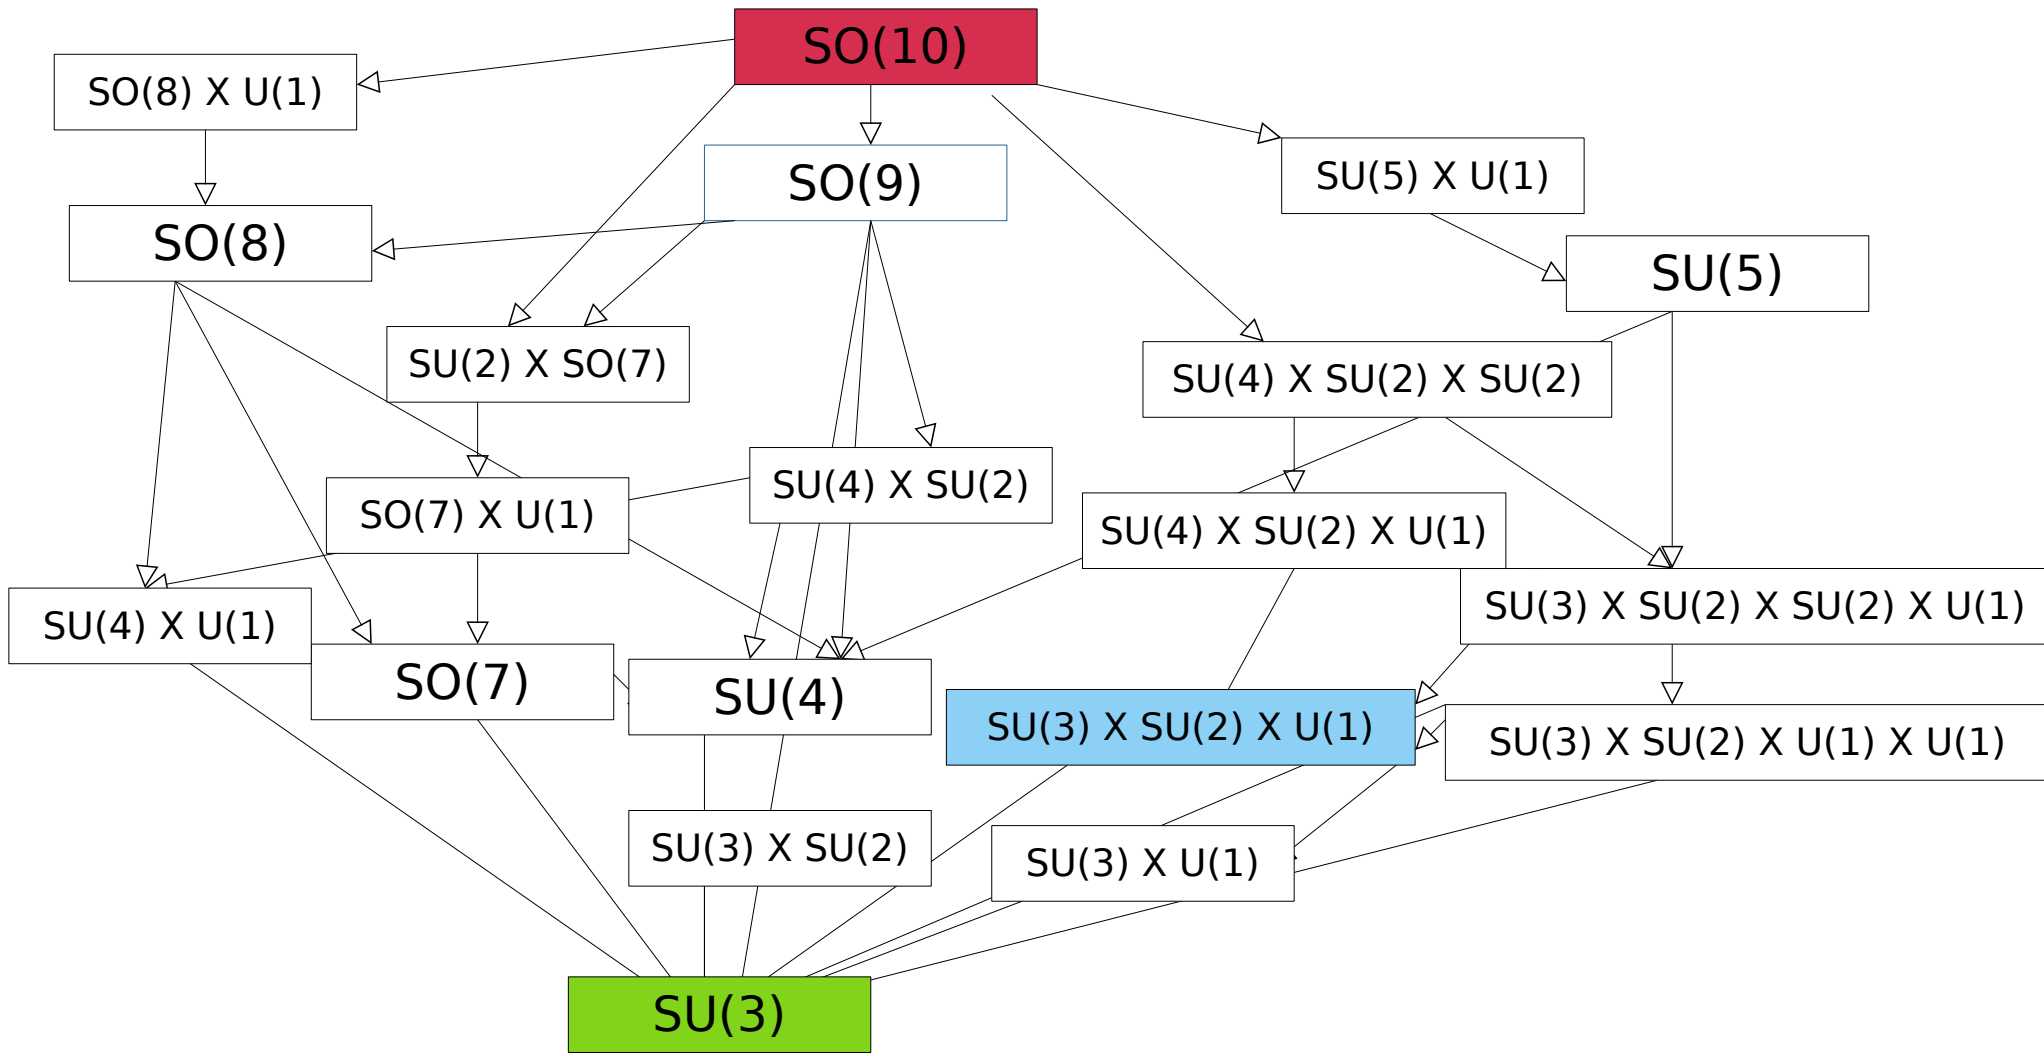 SO(10)
SO(8) X U(1)
SO(9)
SU(5) X U(1)
SO(8)
SU(5)
SU(2) X SO(7)
SU(4) X SU(2) X SU(2)
SU(4) X SU(2)
SO(7) X U(1)
SU(4) X SU(2) X U(1)
SU(3) X SU(2) X SU(2) X U(1)
SU(4) X U(1)
SO(7)
SU(4)
SU(3) X SU(2) X U(1)
SU(3) X SU(2) X U(1) X U(1)
SU(3) X SU(2)
SU(3) X U(1)
SU(3)